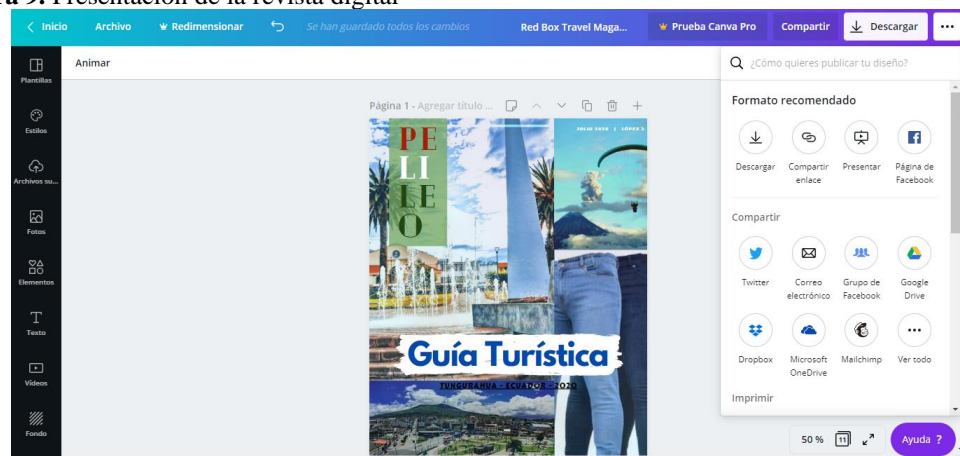 ra 9. Presentación de la revista digital
Inicio Archivo Redimensionar Se han guardado todos los cambios Red Box Travel Maga... Prueba Canva Pro Compartir Descargar
Plantillas
Estilos
Archivos su...
Fotos
Elementos
Texto
Vídeos
Fondo
Animar
Página 1 - Agregar título ...
PE
LI
LE
O
JULIO 2020 | LÓPEZ J.
Guía Turística
TUNGURAHUA - ECUADOR - 2020
¿Cómo quieres publicar tu diseño?
Formato recomendado
Descargar Compartir enlace Presentar Página de Facebook
Compartir
Twitter Correo electrónico Grupo de Facebook Google Drive
Dropbox Microsoft OneDrive Mailchimp Ver todo
Imprimir
50 % 11 Ayuda ?